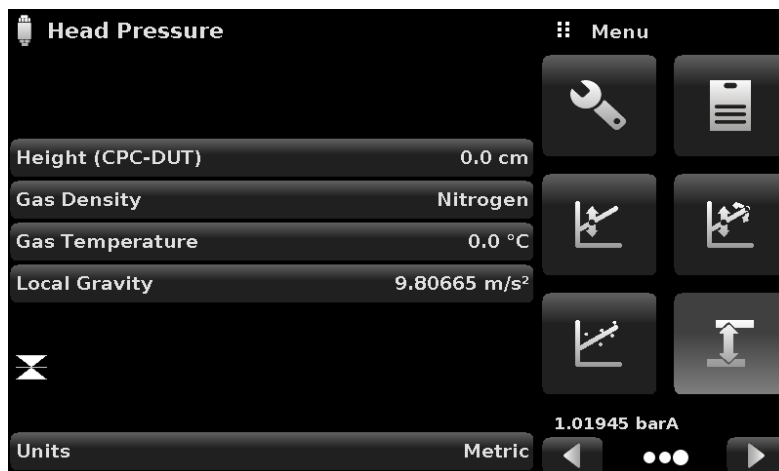 Head Pressure
Menu
Height (CPC-DUT) 0.0 cm
Gas Density Nitrogen
Gas Temperature 0.0 °C
Local Gravity 9.80665 m/s²
1.01945 barA
Units Metric